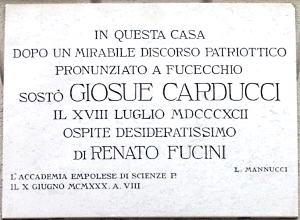 IN QUESTA CASA
DOPO UN MIRABILE DISCORSO PATRIOTTICO
PRONUNZIATO A FUCECCHIO
SOSTÒ GIOSUE CARDUCCI
IL XVIII LUGLIO MDCCCXCII
OSPITE DESIDERATISSIMO
DI RENATO FUCINI
L. MANNUCCI
L'ACCADEMIA EMPOLESE DI SCIENZE P.
IL X GIUGNO MCMXXX. A. VIII